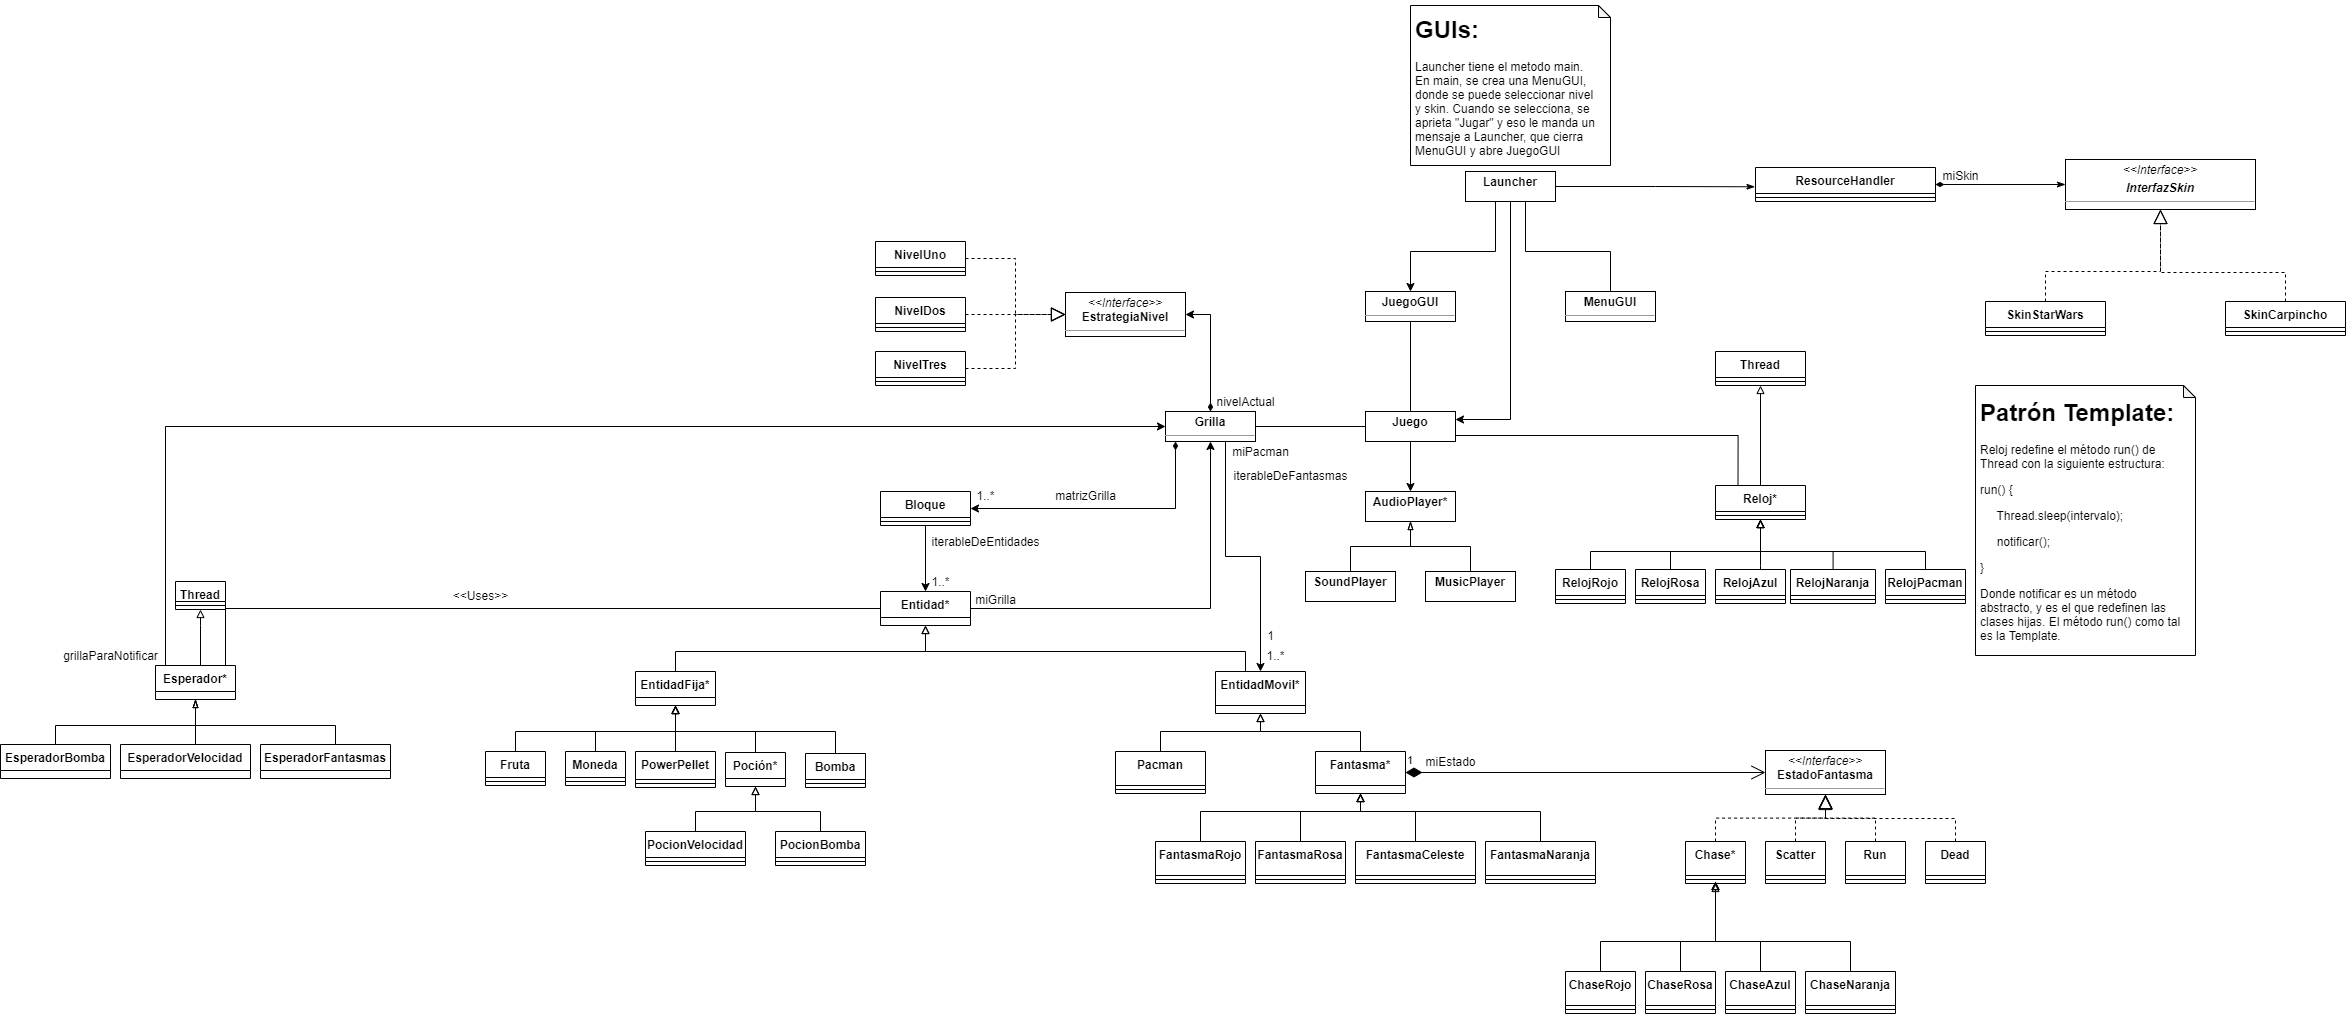 GUIs:
Launcher tiene el metodo main.
En main, se crea una MenuGUI,
donde se puede seleccionar nivel
y skin. Cuando se selecciona, se
aprieta "Jugar" y eso le manda un
mensaje a Launcher, que cierra
MenuGUI y abre JuegoGUI
Launcher
ResourceHandler
miSkin
<<Interface>>
InterfazSkin
SkinStarWars
SkinCarpincho
NivelUno
NivelDos
NivelTres
<<Interface>>
EstrategiaNivel
JuegoGUI
MenuGUI
nivelActual
Grilla
Juego
miPacman
iterableDeFantasmas
Thread
Reloj*
RelojRojo
RelojRosa
RelojAzul
RelojNaranja
RelojPacman
Patrón Template:
Reloj redefine el método run() de
Thread con la siguiente estructura:
run() {
Thread.sleep(intervalo);
notificar();
}
Donde notificar es un método
abstracto, y es el que redefinen las
clases hijas. El método run() como tal
es la Template.
AudioPlayer*
SoundPlayer
MusicPlayer
Bloque
1..*
matrizGrilla
iterableDeEntidades
1..*
Entidad*
miGrilla
<<Uses>>
Thread
grillaParaNotificar
Esperador*
EsperadorBomba
EsperadorVelocidad
EsperadorFantasmas
1
1..*
EntidadFija*
EntidadMovil*
Fruta
Moneda
PowerPellet
Poción*
Bomba
PocionVelocidad
PocionBomba
Pacman
Fantasma*
1
miEstado
<<Interface>>
EstadoFantasma
FantasmaRojo
FantasmaRosa
FantasmaCeleste
FantasmaNaranja
Chase*
Scatter
Run
Dead
ChaseRojo
ChaseRosa
ChaseAzul
ChaseNaranja